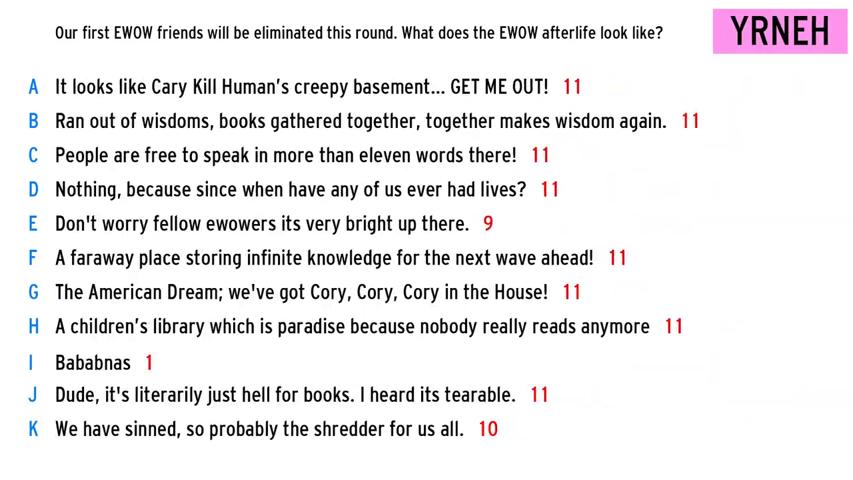 Our first EWOW friends will be eliminated this round. What does the EWOW afterlife look like?
YRNEH
A It looks like Cary Kill Human's creepy basement... GET ME OUT! 11
B Ran out of wisdoms, books gathered together, together makes wisdom again. 11
C People are free to speak in more than eleven words there! 11
D Nothing, because since when have any of us ever had lives? 11
E Don't worry fellow ewowers its very bright up there. 9
F A faraway place storing infinite knowledge for the next wave ahead! 11
G The American Dream; we've got Cory, Cory, Cory in the House! 11
H A children's library which is paradise because nobody really reads anymore 11
I Bababnas 1
J Dude, it's literarily just hell for books. I heard its tearable. 11
K We have sinned, so probably the shredder for us all. 10